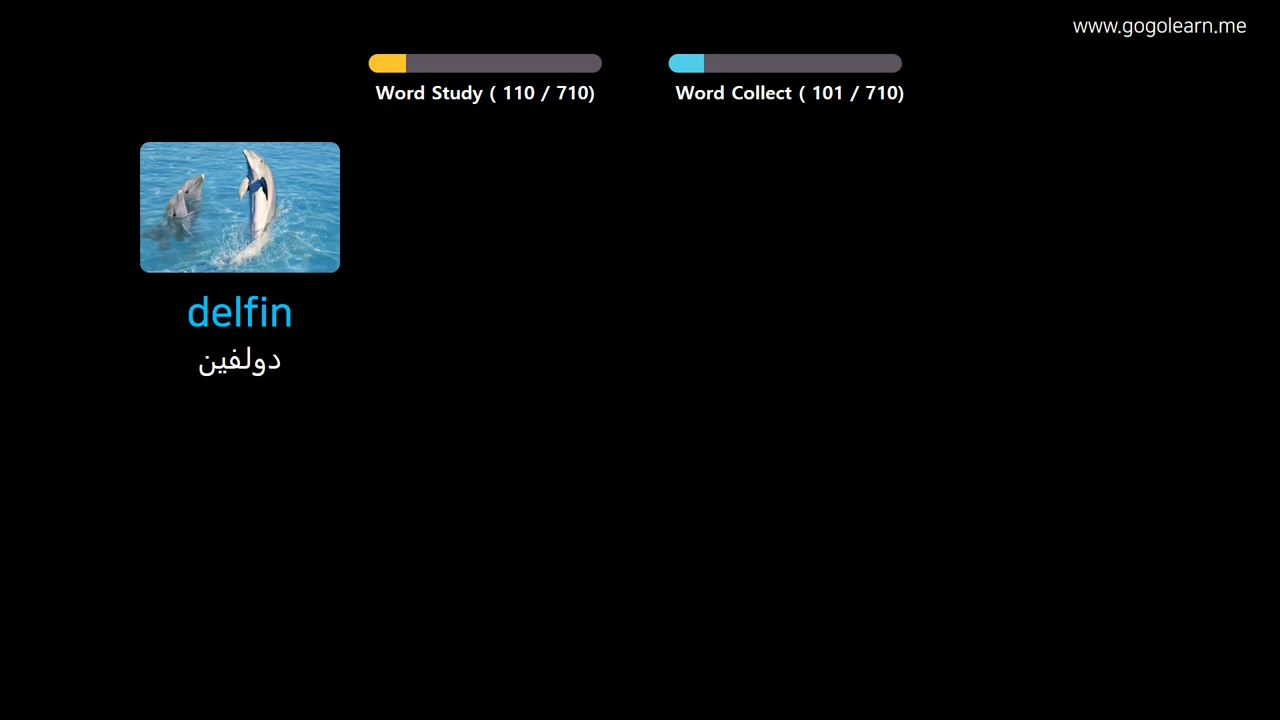 www.gogolearn.me
Word Study ( 110 / 710)
Word Collect ( 101 / 710)
delfin
دولفين